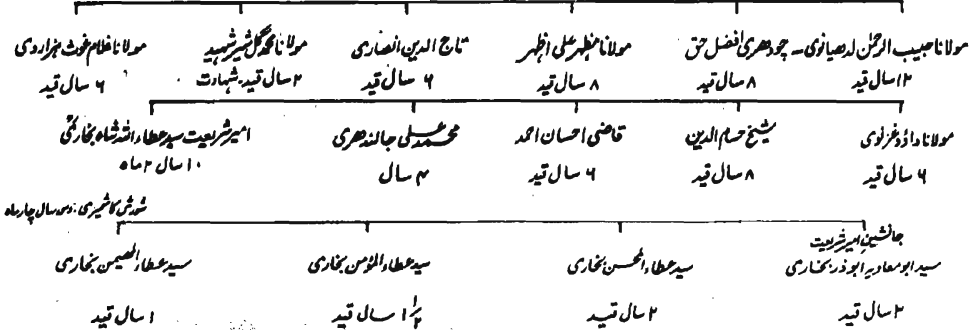 مولانا حبیب الرحمٰن لدھیانوی ۔ چودھری افضل حق مولانا مظہر علی اظہر تاج الدین انصاری مولانا محمد گل شیر شہید مولانا غلام غوث ہزاروی
۱۲ سال قید ۸ سال قید ۸ سال قید ۶ سال قید ۲ سال قید۔ شہادت ۶ سال قید
مولانا داؤد غزنوی شیخ حسام الدین قاضی احسان احمد محمد علی جالندھری امیر شریعت سید عطاء اللہ شاہ بخاری
۶ سال قید ۸ سال قید ۶ سال قید ۴ سال ۱۰ سال ۲ ماہ
شورش کاشمیری: دس سال چار ماہ
جانشین امیر شریعت
سید ابو معاویہ ابوذر بخاری سید عطاء المحسن بخاری سید عطاء المؤمن بخاری سید عطاء المھیمن بخاری
۲ سال قید ۲ سال قید ۱ ۱/۲ سال قید ۱ سال قید